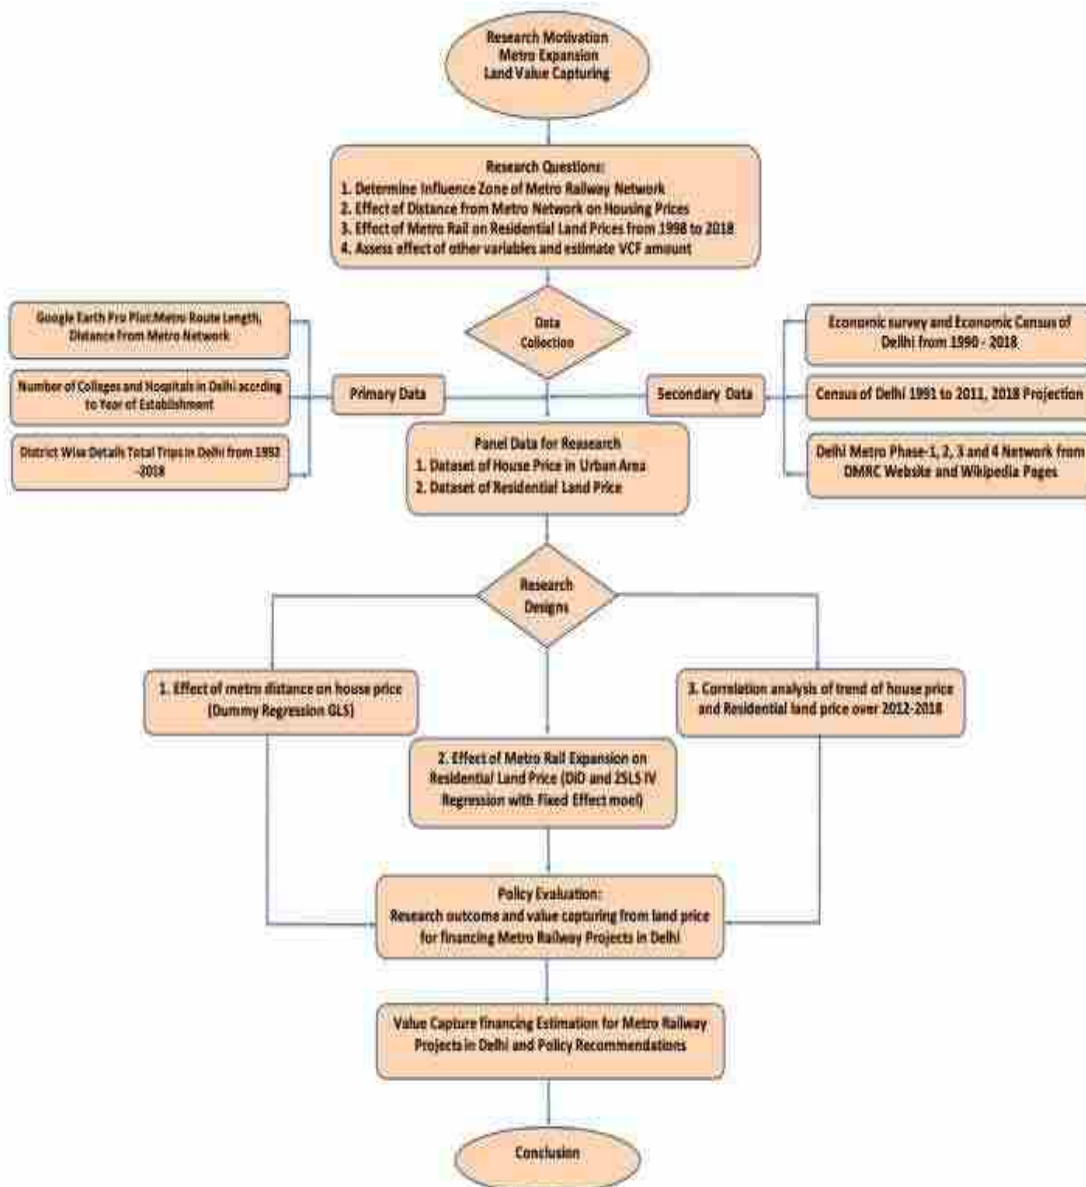 Research Motivation
Metro Expansion
Land Value Capturing
Research Questions:
1. Determine Influence Zone of Metro Railway Network
2. Effect of Distance from Metro Network on Housing Prices
3. Effect of Metro Rail on Residential Land Prices from 1998 to 2018
4. Assess effect of other variables and estimate VCF amount
Data
Collection
Google Earth Pro Plot:Metro Route Length,
Distance from Metro Network
Number of Colleges and Hospitals in Delhi accrding
to Year of Establishment
District Wise Details Total Trips in Delhi from 1992
-2018
Primary Data
Secondary Data
Economic survey and Economic Census of
Dellhi from 1990 - 2018
Census of Delhi 1991 to 2011, 2018 Projection
Delhi Metro Phase-1, 2, 3 and 4 Network from
DMRC Website and Wikipedia Pages
Panel Data for Reasearch
1. Dataset of House Price in Urban Area
2. Dataset of Residential Land Price
Research
Designs
1. Effect of metro distance on house price
(Dummy Regression GLS)
2. Effect of Metro Rail Expansion on
Residential Land Price (DiD and 2SLS IV
Regression with Fixed Effect moel)
3. Correlation analysis of trend of house price
and Residential land price over 2012-2018
Policy Evaluation:
Research outcome and value capturing from land price
for financing Metro Railway Projects in Delhi
Value Capture financing Estimation for Metro Railway
Projects in Delhi and Policy Recommendations
Conclusion